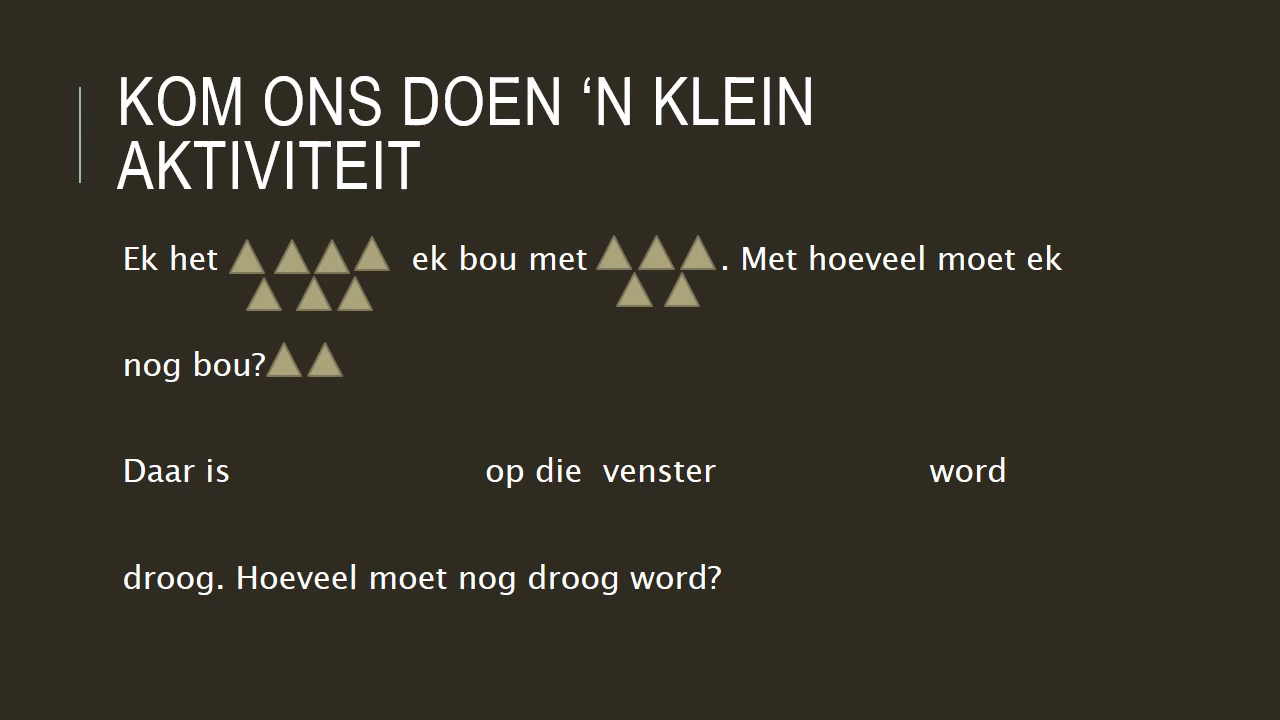 KOM ONS DOEN ‘N KLEIN
AKTIVITEIT
Ek het ek bou met . Met hoeveel moet ek
nog bou?
Daar is op die venster word
droog. Hoeveel moet nog droog word?